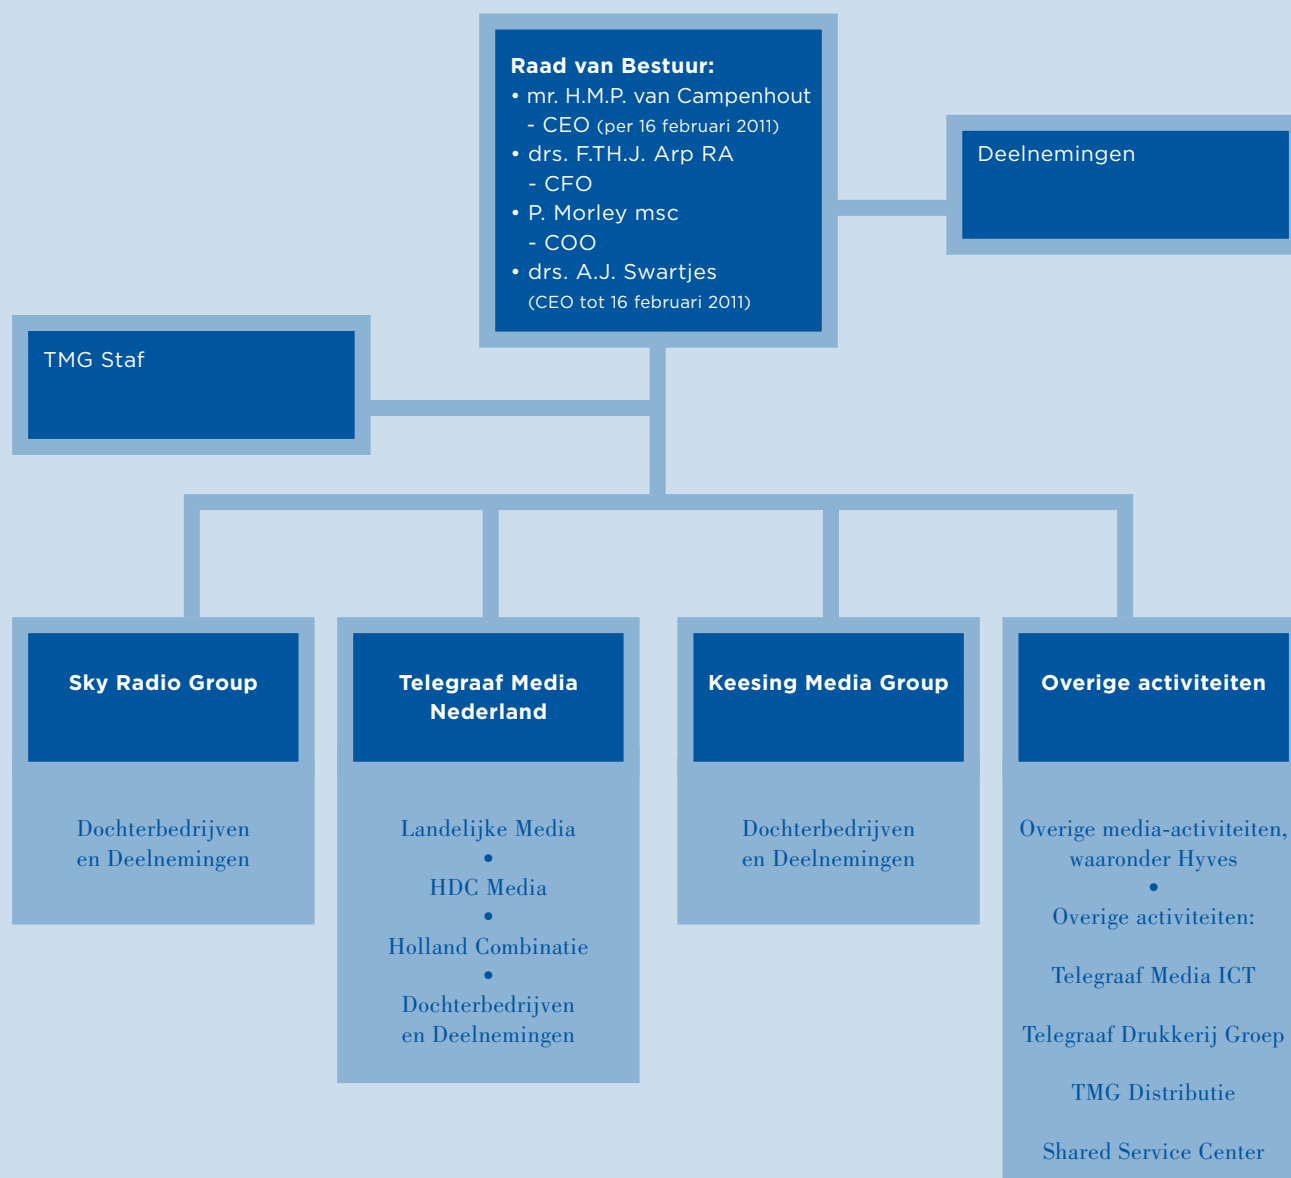 Raad van Bestuur:
• mr. H.M.P. van Campenhout
- CEO (per 16 februari 2011)
• drs. F.TH.J. Arp RA
- CFO
• P. Morley msc
- COO
• drs. A.J. Swartjes
(CEO tot 16 februari 2011)
Deelnemingen
TMG Staf
Sky Radio Group
Dochterbedrijven
en Deelnemingen
Telegraaf Media
Nederland
Landelijke Media
•
HDC Media
•
Holland Combinatie
•
Dochterbedrijven
en Deelnemingen
Keesing Media Group
Dochterbedrijven
en Deelnemingen
Overige activiteiten
Overige media-activiteiten,
waaronder Hyves
•
Overige activiteiten:
Telegraaf Media ICT
Telegraaf Drukkerij Groep
TMG Distributie
Shared Service Center